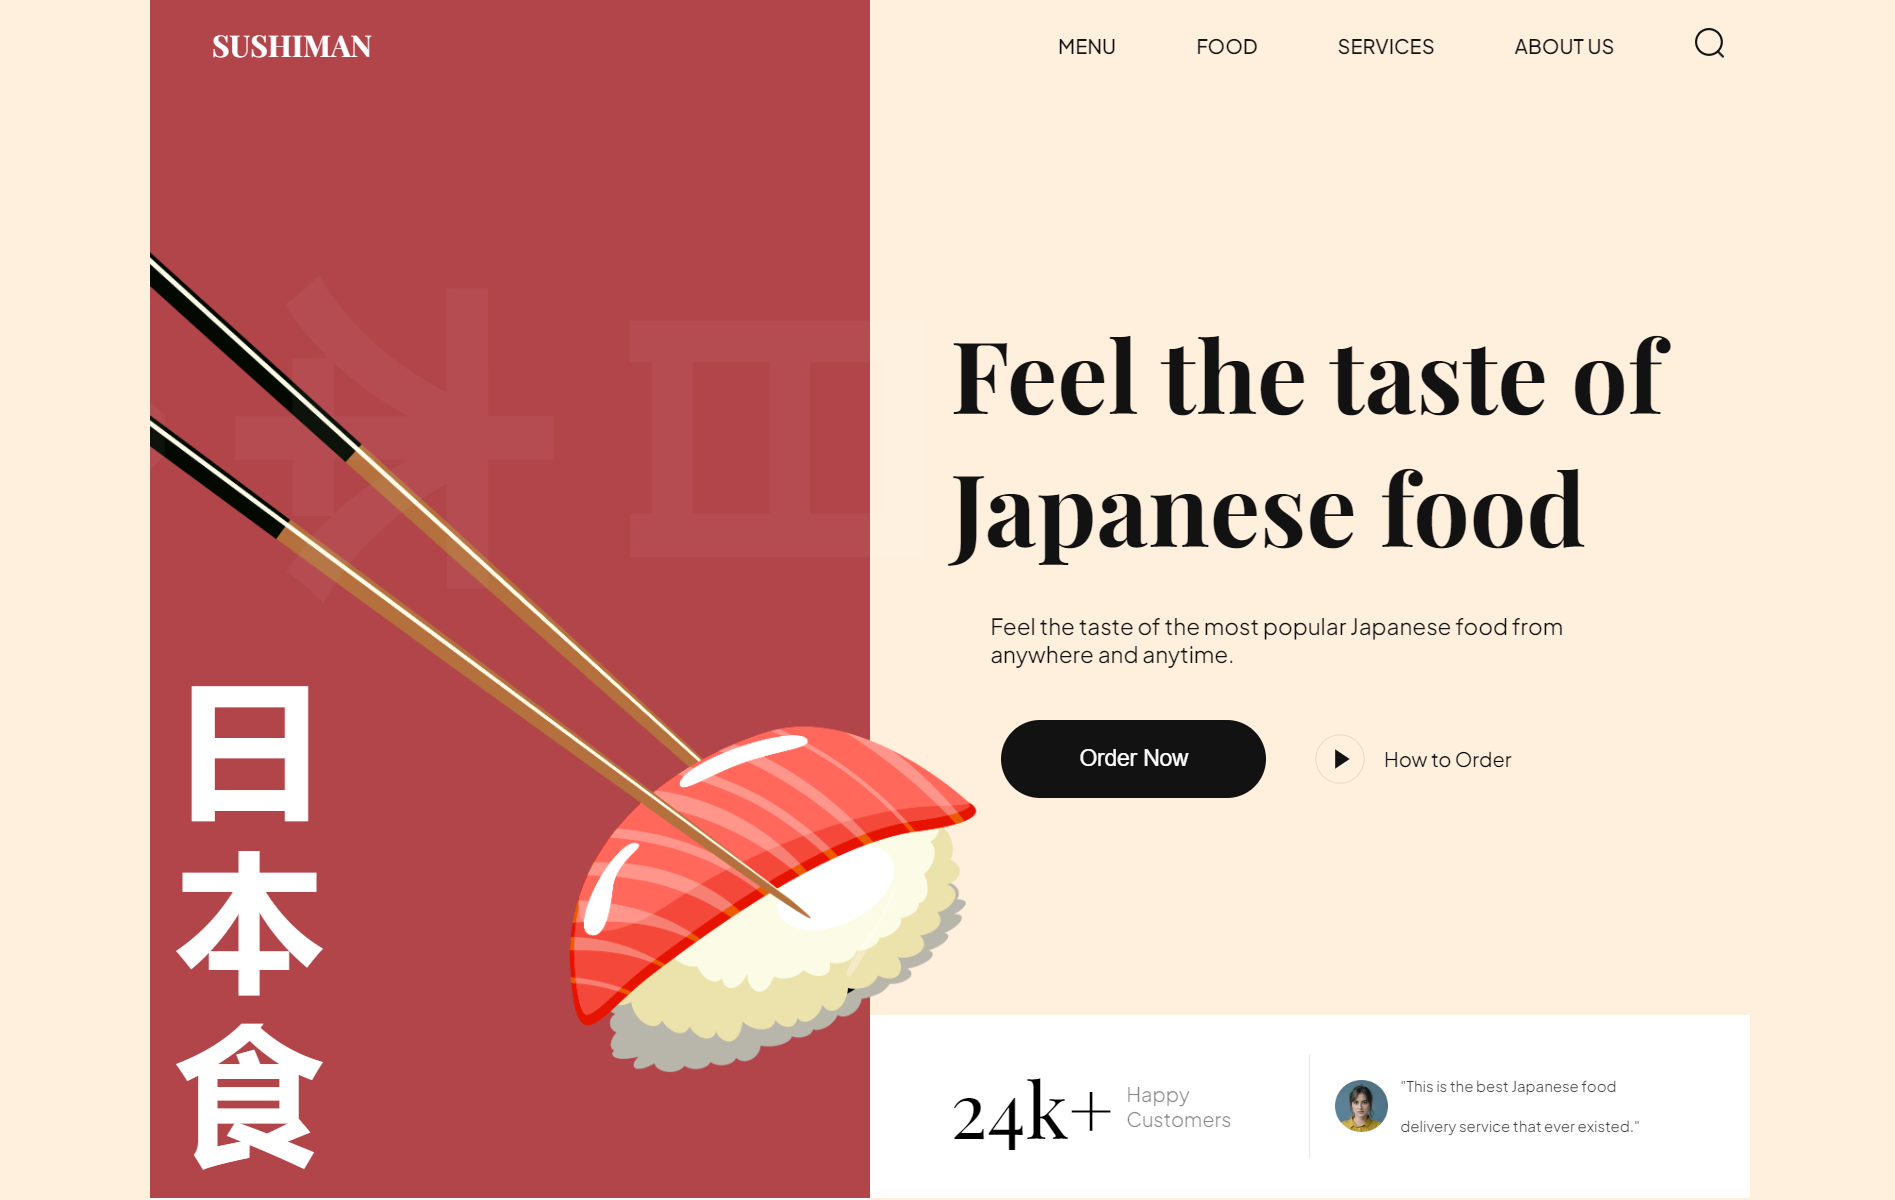 SUSHIMAN
MENU
FOOD
SERVICES
ABOUT US
Feel the taste of
Japanese food
Feel the taste of the most popular Japanese food from
anywhere and anytime.
Order Now
How to Order
日本食
24k+
Happy
Customers
"This is the best Japanese food
delivery service that ever existed."